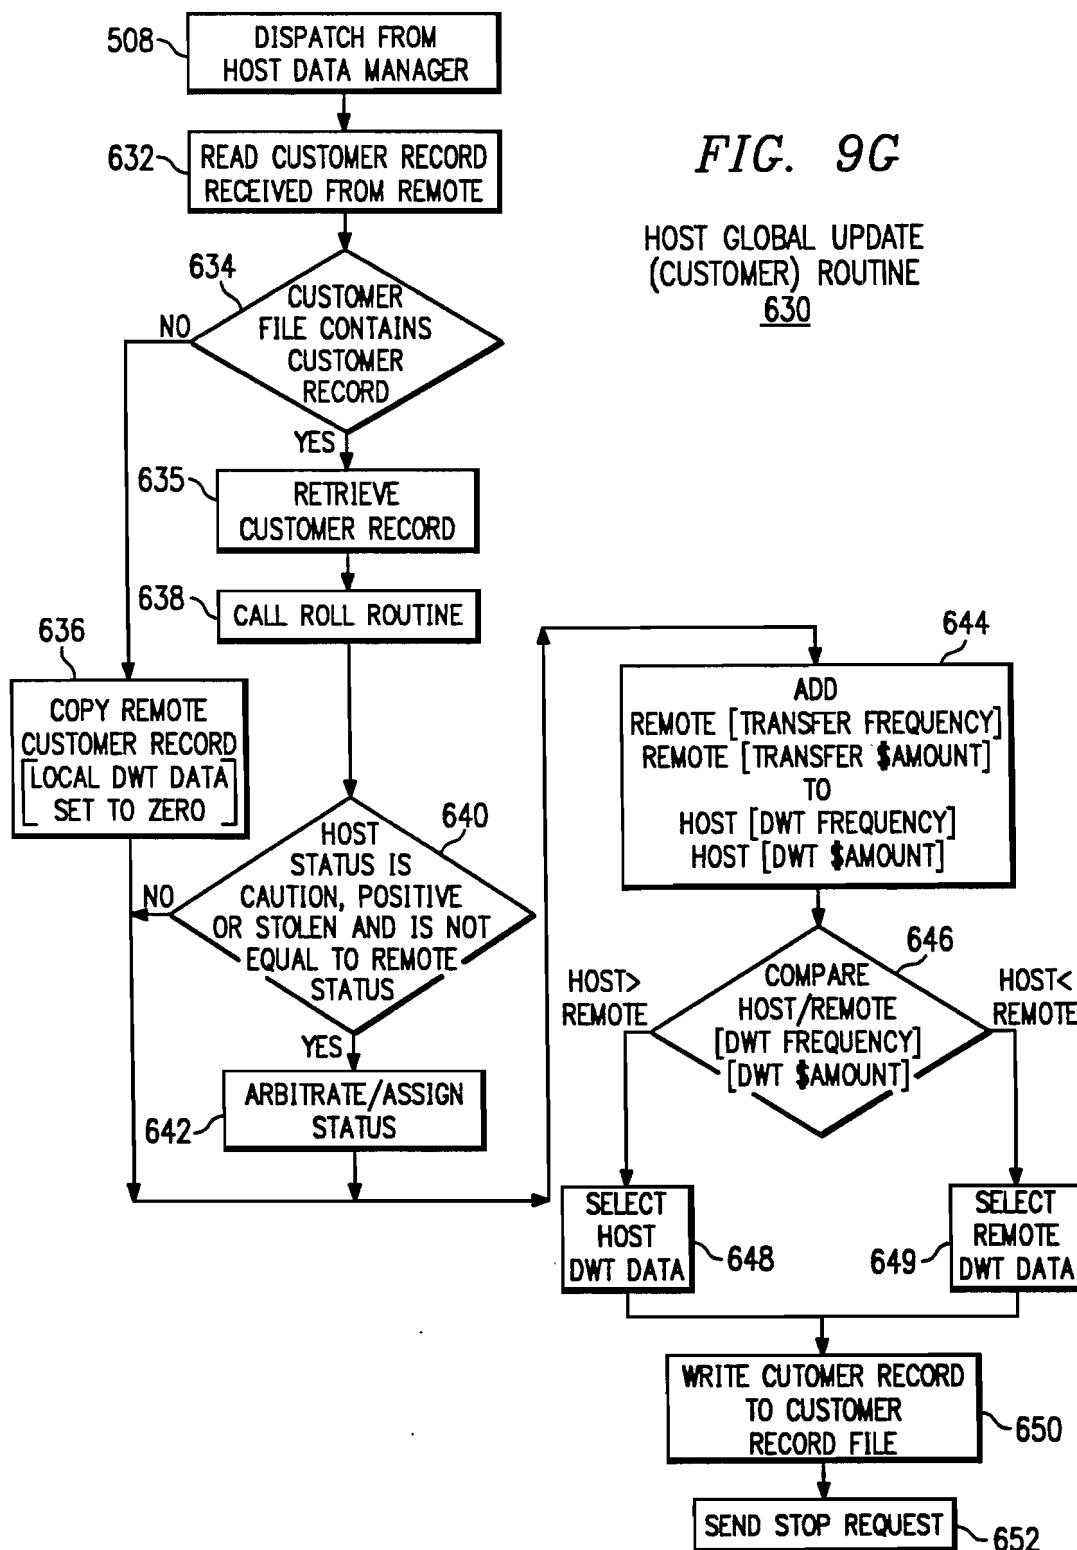 508
DISPATCH FROM
HOST DATA MANAGER
632
READ CUSTOMER RECORD
RECEIVED FROM REMOTE
FIG. 9G
HOST GLOBAL UPDATE
(CUSTOMER) ROUTINE
630
634
CUSTOMER
FILE CONTAINS
CUSTOMER
RECORD
NO
YES
635
RETRIEVE
CUSTOMER RECORD
638
CALL ROLL ROUTINE
636
COPY REMOTE
CUSTOMER RECORD
[LOCAL DWT DATA
SET TO ZERO]
640
HOST
STATUS IS
CAUTION, POSITIVE
OR STOLEN AND IS NOT
EQUAL TO REMOTE
STATUS
NO
YES
642
ARBITRATE/ASSIGN
STATUS
644
ADD
REMOTE [TRANSFER FREQUENCY]
REMOTE [TRANSFER $AMOUNT]
TO
HOST [DWT FREQUENCY]
HOST [DWT $AMOUNT]
646
COMPARE
HOST/REMOTE
[DWT FREQUENCY]
[DWT $AMOUNT]
HOST>
REMOTE
HOST<
REMOTE
SELECT
HOST
DWT DATA
648
649
SELECT
REMOTE
DWT DATA
WRITE CUTOMER RECORD
TO CUSTOMER
RECORD FILE
650
SEND STOP REQUEST
652